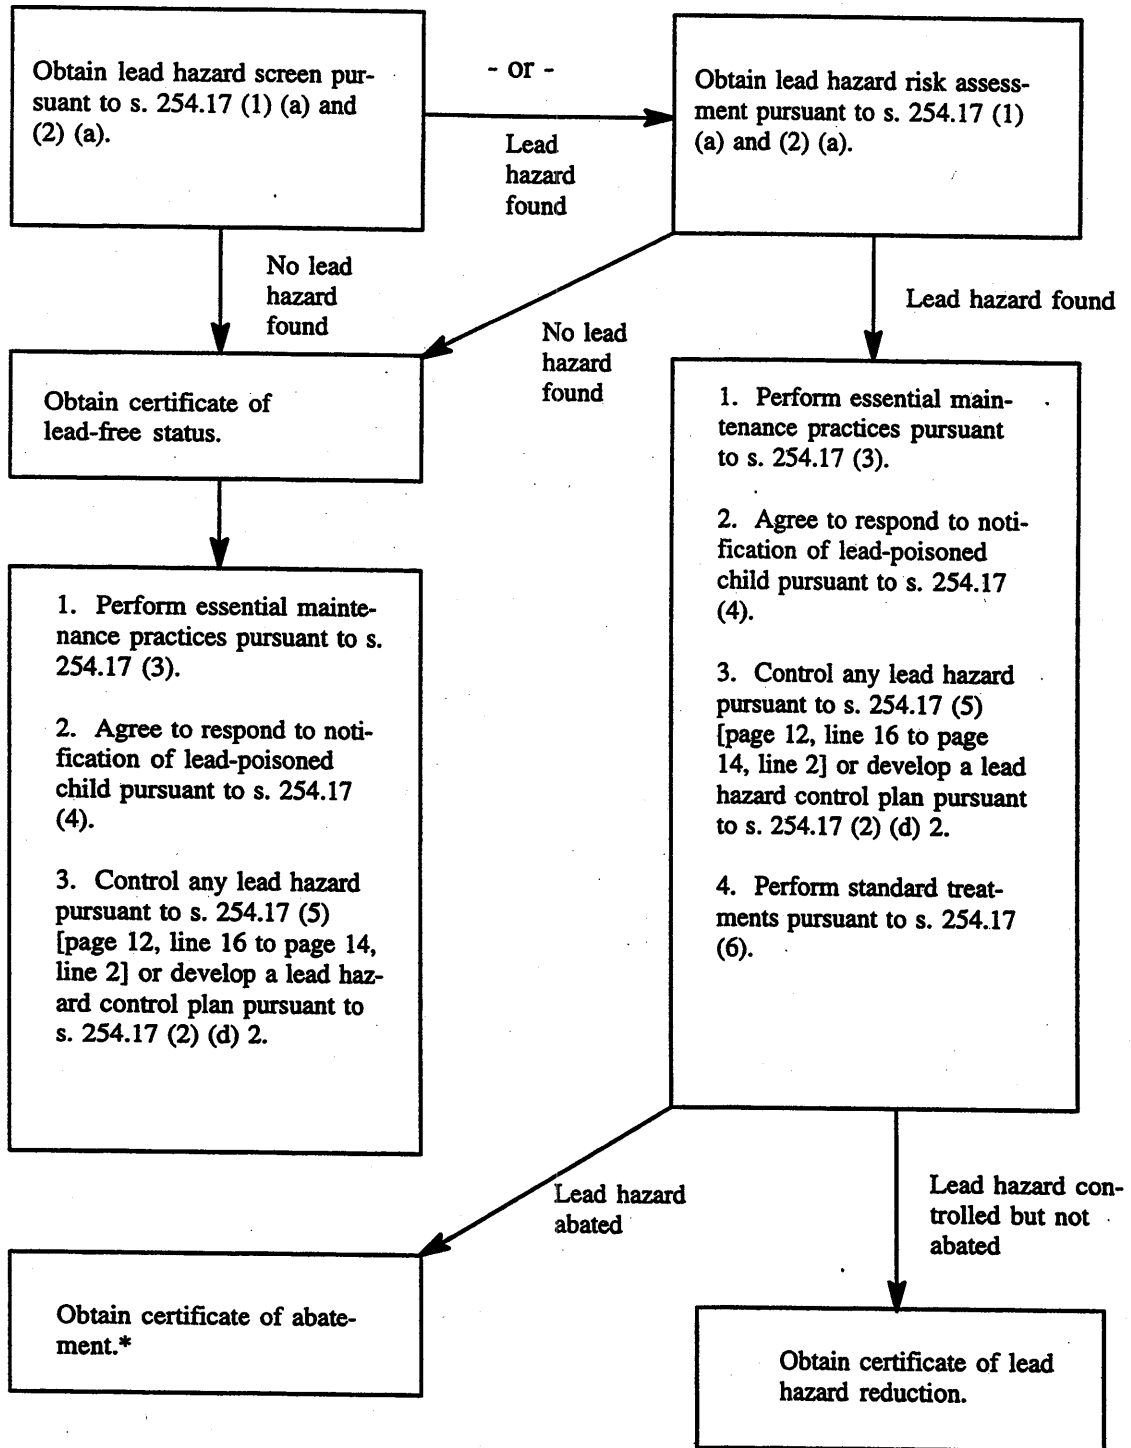 Obtain lead hazard screen pur-
suant to s. 254.17 (1) (a) and
(2) (a).
- or -
Lead
hazard
found
Obtain lead hazard risk assess-
ment pursuant to s. 254.17 (1)
(a) and (2) (a).
No lead
hazard
found
No lead
hazard
found
Lead hazard found
Obtain certificate of
lead-free status.
1. Perform essential mainte-
nance practices pursuant to s.
254.17 (3).
2. Agree to respond to noti-
fication of lead-poisoned
child pursuant to s. 254.17
(4).
3. Control any lead hazard
pursuant to s. 254.17 (5)
[page 12, line 16 to page 14,
line 2] or develop a lead haz-
ard control plan pursuant to
s. 254.17 (2) (d) 2.
1. Perform essential main-
tenance practices pursuant
to s. 254.17 (3).
2. Agree to respond to noti-
fication of lead-poisoned
child pursuant to s. 254.17
(4).
3. Control any lead hazard
pursuant to s. 254.17 (5)
[page 12, line 16 to page
14, line 2] or develop a lead
hazard control plan pursuant
to s. 254.17 (2) (d) 2.
4. Perform standard treat-
ments pursuant to s. 254.17
(6).
Lead hazard
abated
Lead hazard con-
trolled but not
abated
Obtain certificate of abate-
ment.*
Obtain certificate of lead
hazard reduction.